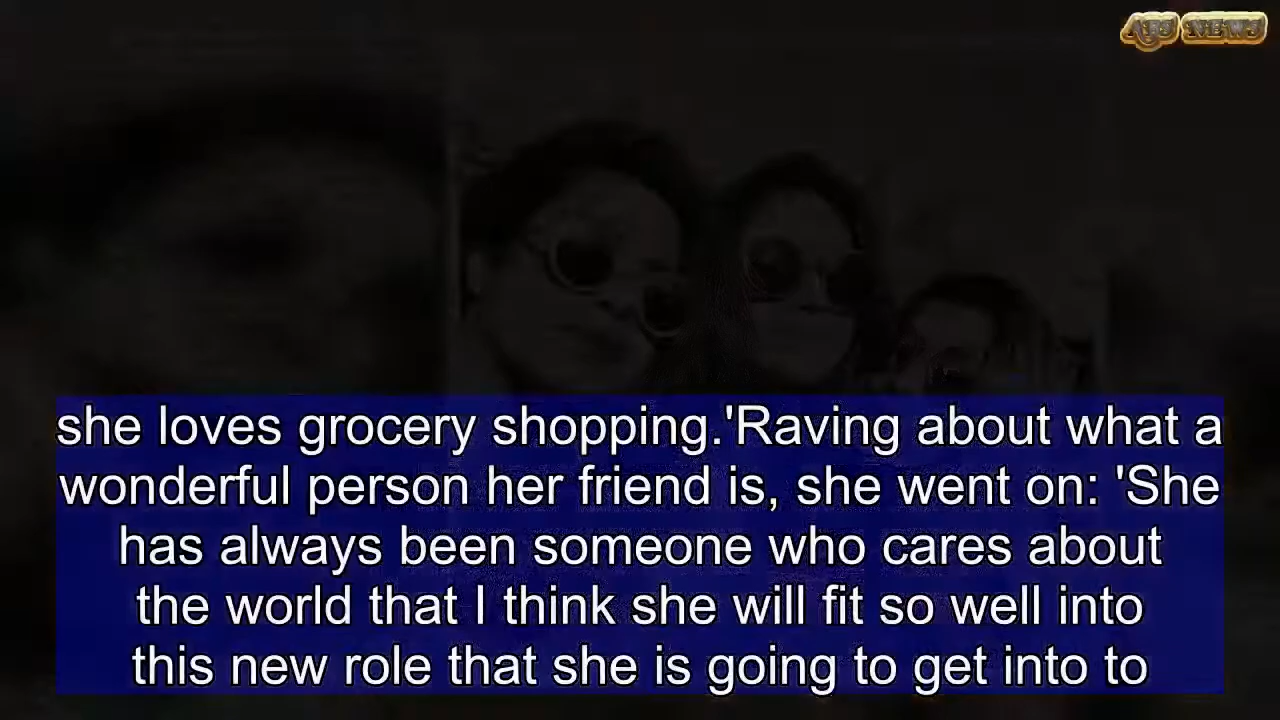 ABS NEWS
she loves grocery shopping.'Raving about what a
wonderful person her friend is, she went on: 'She
has always been someone who cares about
the world that I think she will fit so well into
this new role that she is going to get into to